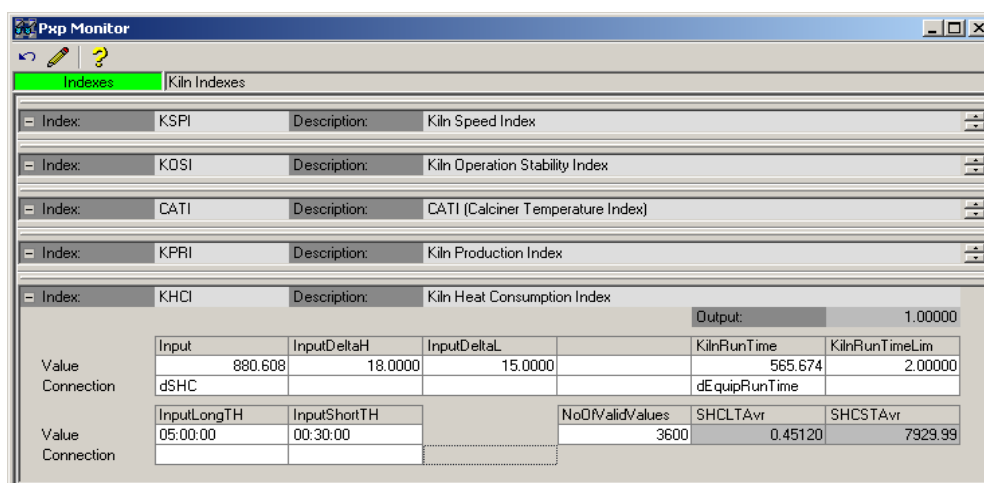 Pxp Monitor
Indexes Kiln Indexes
Index: KSPI Description: Kiln Speed Index
Index: KOSI Description: Kiln Operation Stability Index
Index: CATI Description: CATI (Calciner Temperature Index)
Index: KPRI Description: Kiln Production Index
Index: KHCI Description: Kiln Heat Consumption Index
Output: 1.00000
Input InputDeltaH InputDeltaL KilnRunTime KilnRunTimeLim
Value 880.608 18.0000 15.0000 565.674 2.00000
Connection dSHC dEquipRunTime
InputLongTH InputShortTH NoOfValidValues SHCLTAvr SHCSTAvr
Value 05:00:00 00:30:00 3600 0.45120 7929.99
Connection